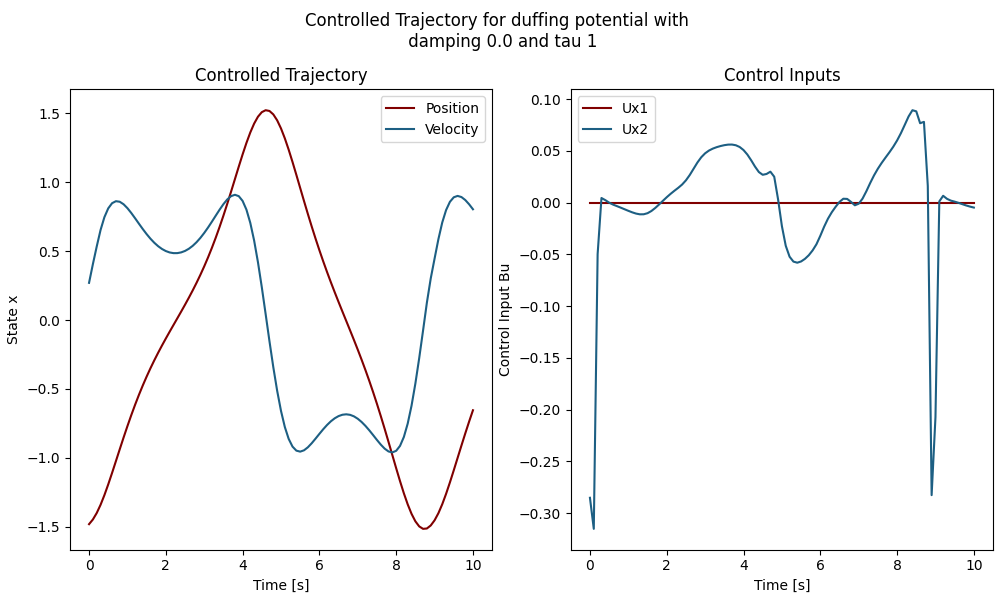 Controlled Trajectory for duffing potential with
damping 0.0 and tau 1
Controlled Trajectory
Control Inputs
State x
1.5
1.0
0.5
0.0
−0.5
−1.0
−1.5
Position
Velocity
0
2
4
6
8
10
Time [s]
Control Input Bu
0.10
0.05
0.00
−0.05
−0.10
−0.15
−0.20
−0.25
−0.30
Ux1
Ux2
0
2
4
6
8
10
Time [s]